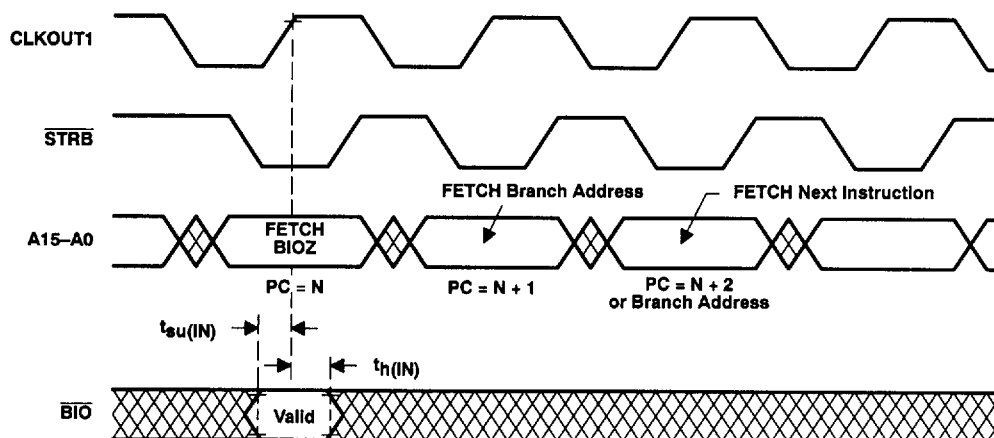 CLKOUT1
STRB
FETCH Branch Address
FETCH Next Instruction
A15–A0
FETCH
BIOZ
PC = N
PC = N + 1
PC = N + 2
or Branch Address
tsu(IN)
th(IN)
BIO
Valid